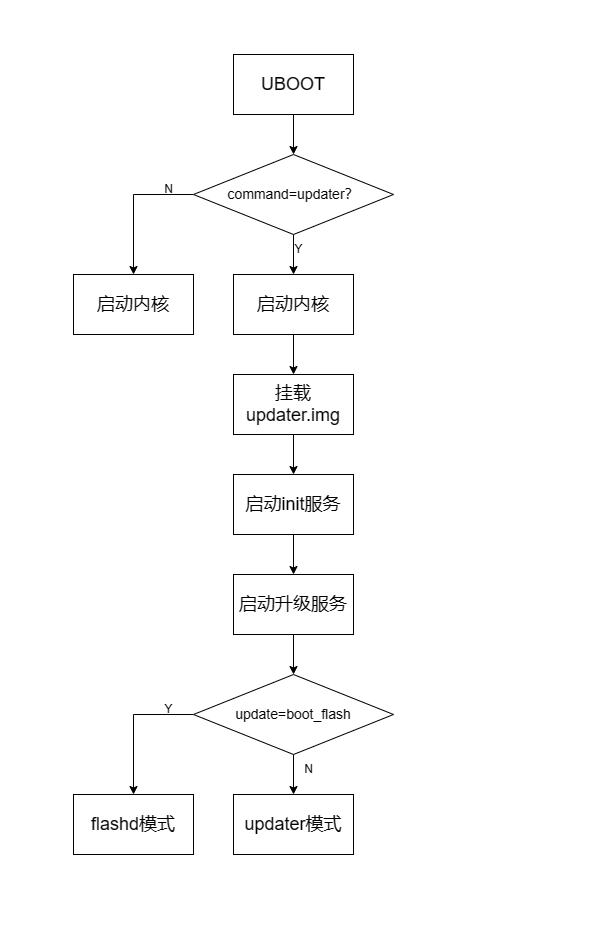 UBOOT
command=updater?
N
Y
启动内核
启动内核
挂载
updater.img
启动init服务
启动升级服务
update=boot_flash
Y
N
flashd模式
updater模式